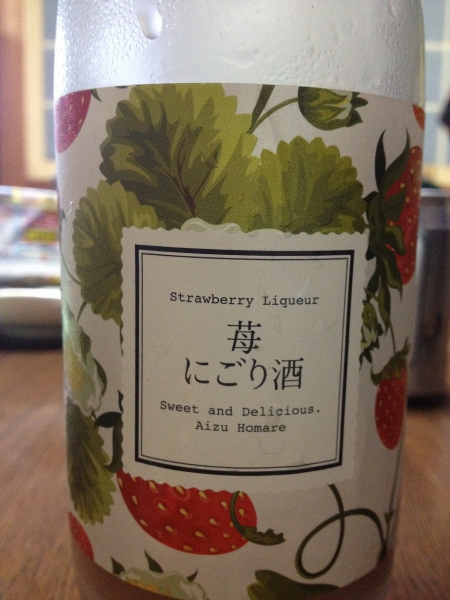 Strawberry Liqueur
苺
にごり酒
Sweet and Delicious.
Aizu Homare